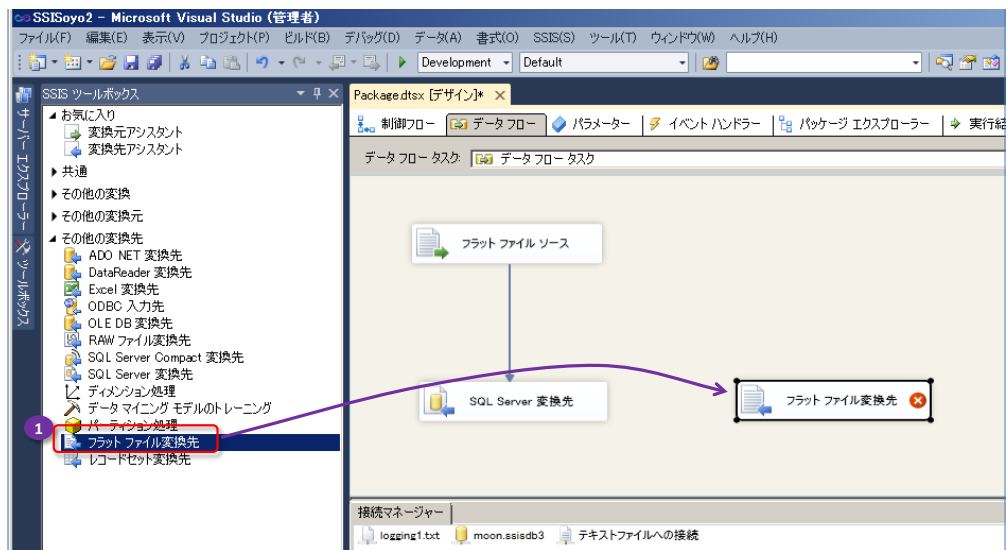 SSISoyo2 - Microsoft Visual Studio (管理者)
ファイル(F) 編集(E) 表示(V) プロジェクト(P) ビルド(B) デバッグ(D) データ(A) 書式(O) SSIS(S) ツール(T) ウィンドウ(W) ヘルプ(H)
Development Default
サーバー エクスプローラー
ツールボックス
SSIS ツールボックス
お気に入り
変換元アシスタント
変換先アシスタント
共通
その他の変換
その他の変換元
その他の変換先
ADO NET 変換先
DataReader 変換先
Excel 変換先
ODBC 入力先
OLE DB 変換先
RAW ファイル変換先
SQL Server Compact 変換先
SQL Server 変換先
ディメンション処理
データ マイニング モデルのトレーニング
パーティション処理
1
フラット ファイル変換先
レコードセット変換先
Package.dtsx [デザイン]*
制御フロー データ フロー パラメーター イベント ハンドラー パッケージ エクスプローラー 実行結
データ フロー タスク: データ フロー タスク
フラット ファイル ソース
SQL Server 変換先
フラット ファイル変換先
接続マネージャー
logging1.txt moon.ssisdb3 テキストファイルへの接続